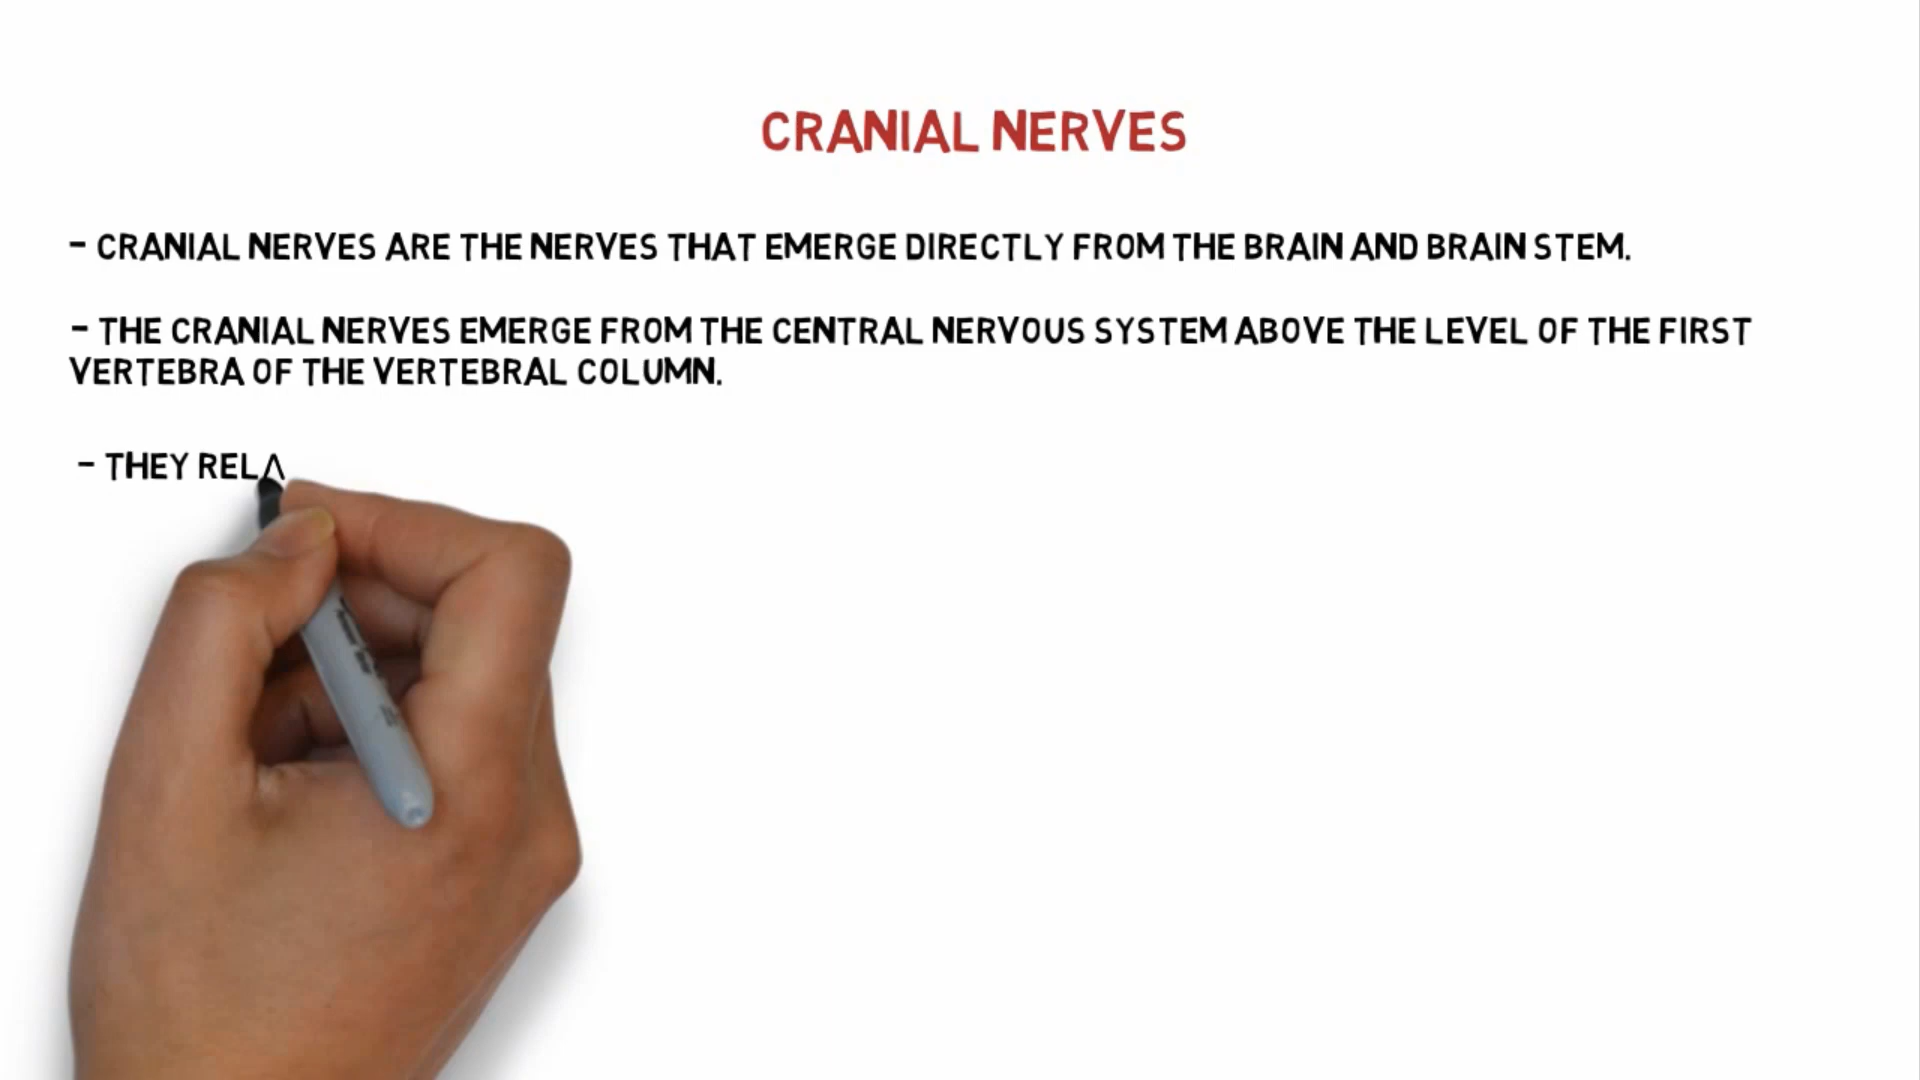 CRANIAL NERVES
- CRANIAL NERVES ARE THE NERVES THAT EMERGE DIRECTLY FROM THE BRAIN AND BRAIN STEM.
- THE CRANIAL NERVES EMERGE FROM THE CENTRAL NERVOUS SYSTEM ABOVE THE LEVEL OF THE FIRST
VERTEBRA OF THE VERTEBRAL COLUMN.
- THEY RELA